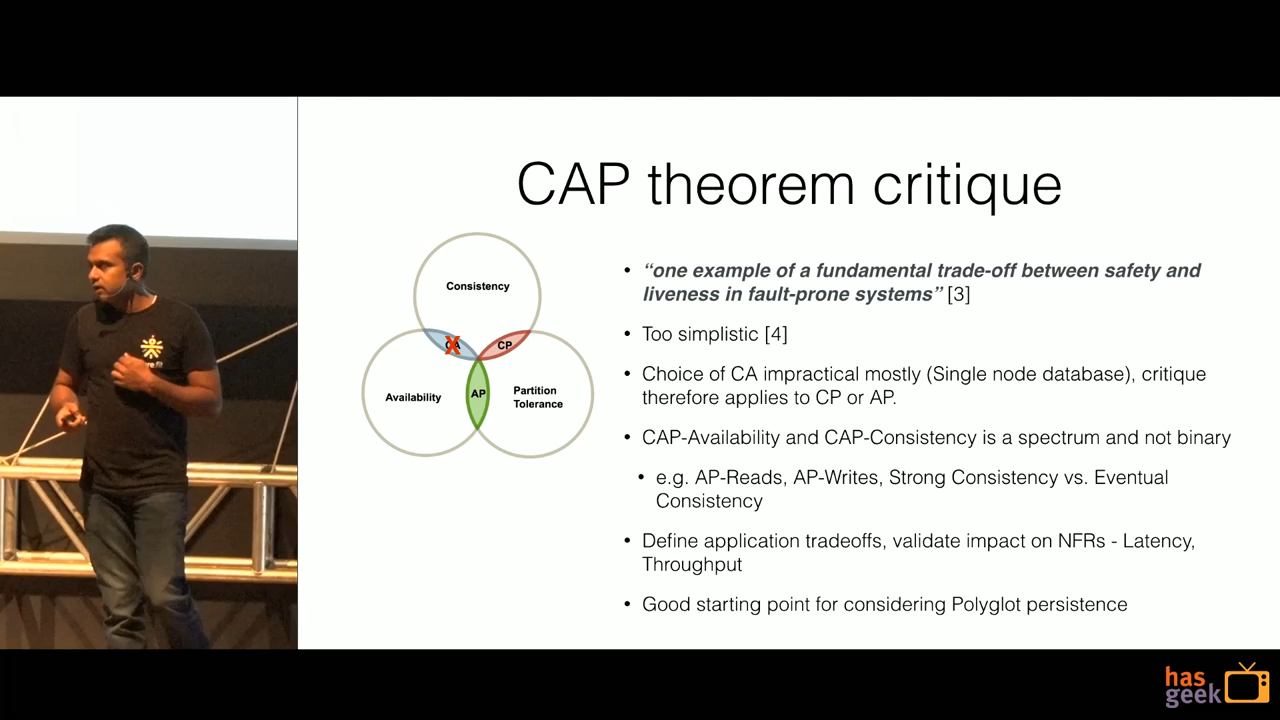 CAP theorem critique
Consistency
CA
X
CP
Availability
AP
Partition
Tolerance
• “one example of a fundamental trade-off between safety and
liveness in fault-prone systems” [3]
• Too simplistic [4]
• Choice of CA impractical mostly (Single node database), critique
therefore applies to CP or AP.
• CAP-Availability and CAP-Consistency is a spectrum and not binary
• e.g. AP-Reads, AP-Writes, Strong Consistency vs. Eventual
Consistency
• Define application tradeoffs, validate impact on NFRs - Latency,
Throughput
• Good starting point for considering Polyglot persistence
has
geek